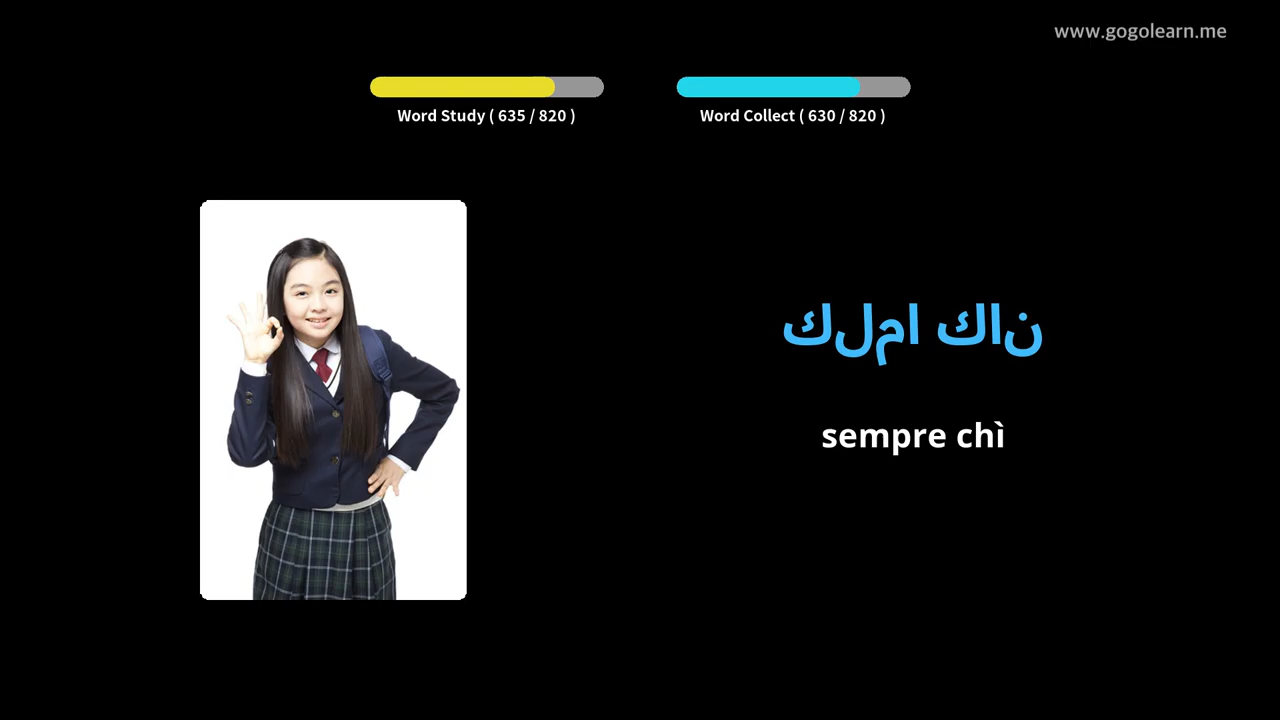 www.gogolearn.me
Word Study ( 635 / 820 )
Word Collect ( 630 / 820 )
كلما كان
sempre chì